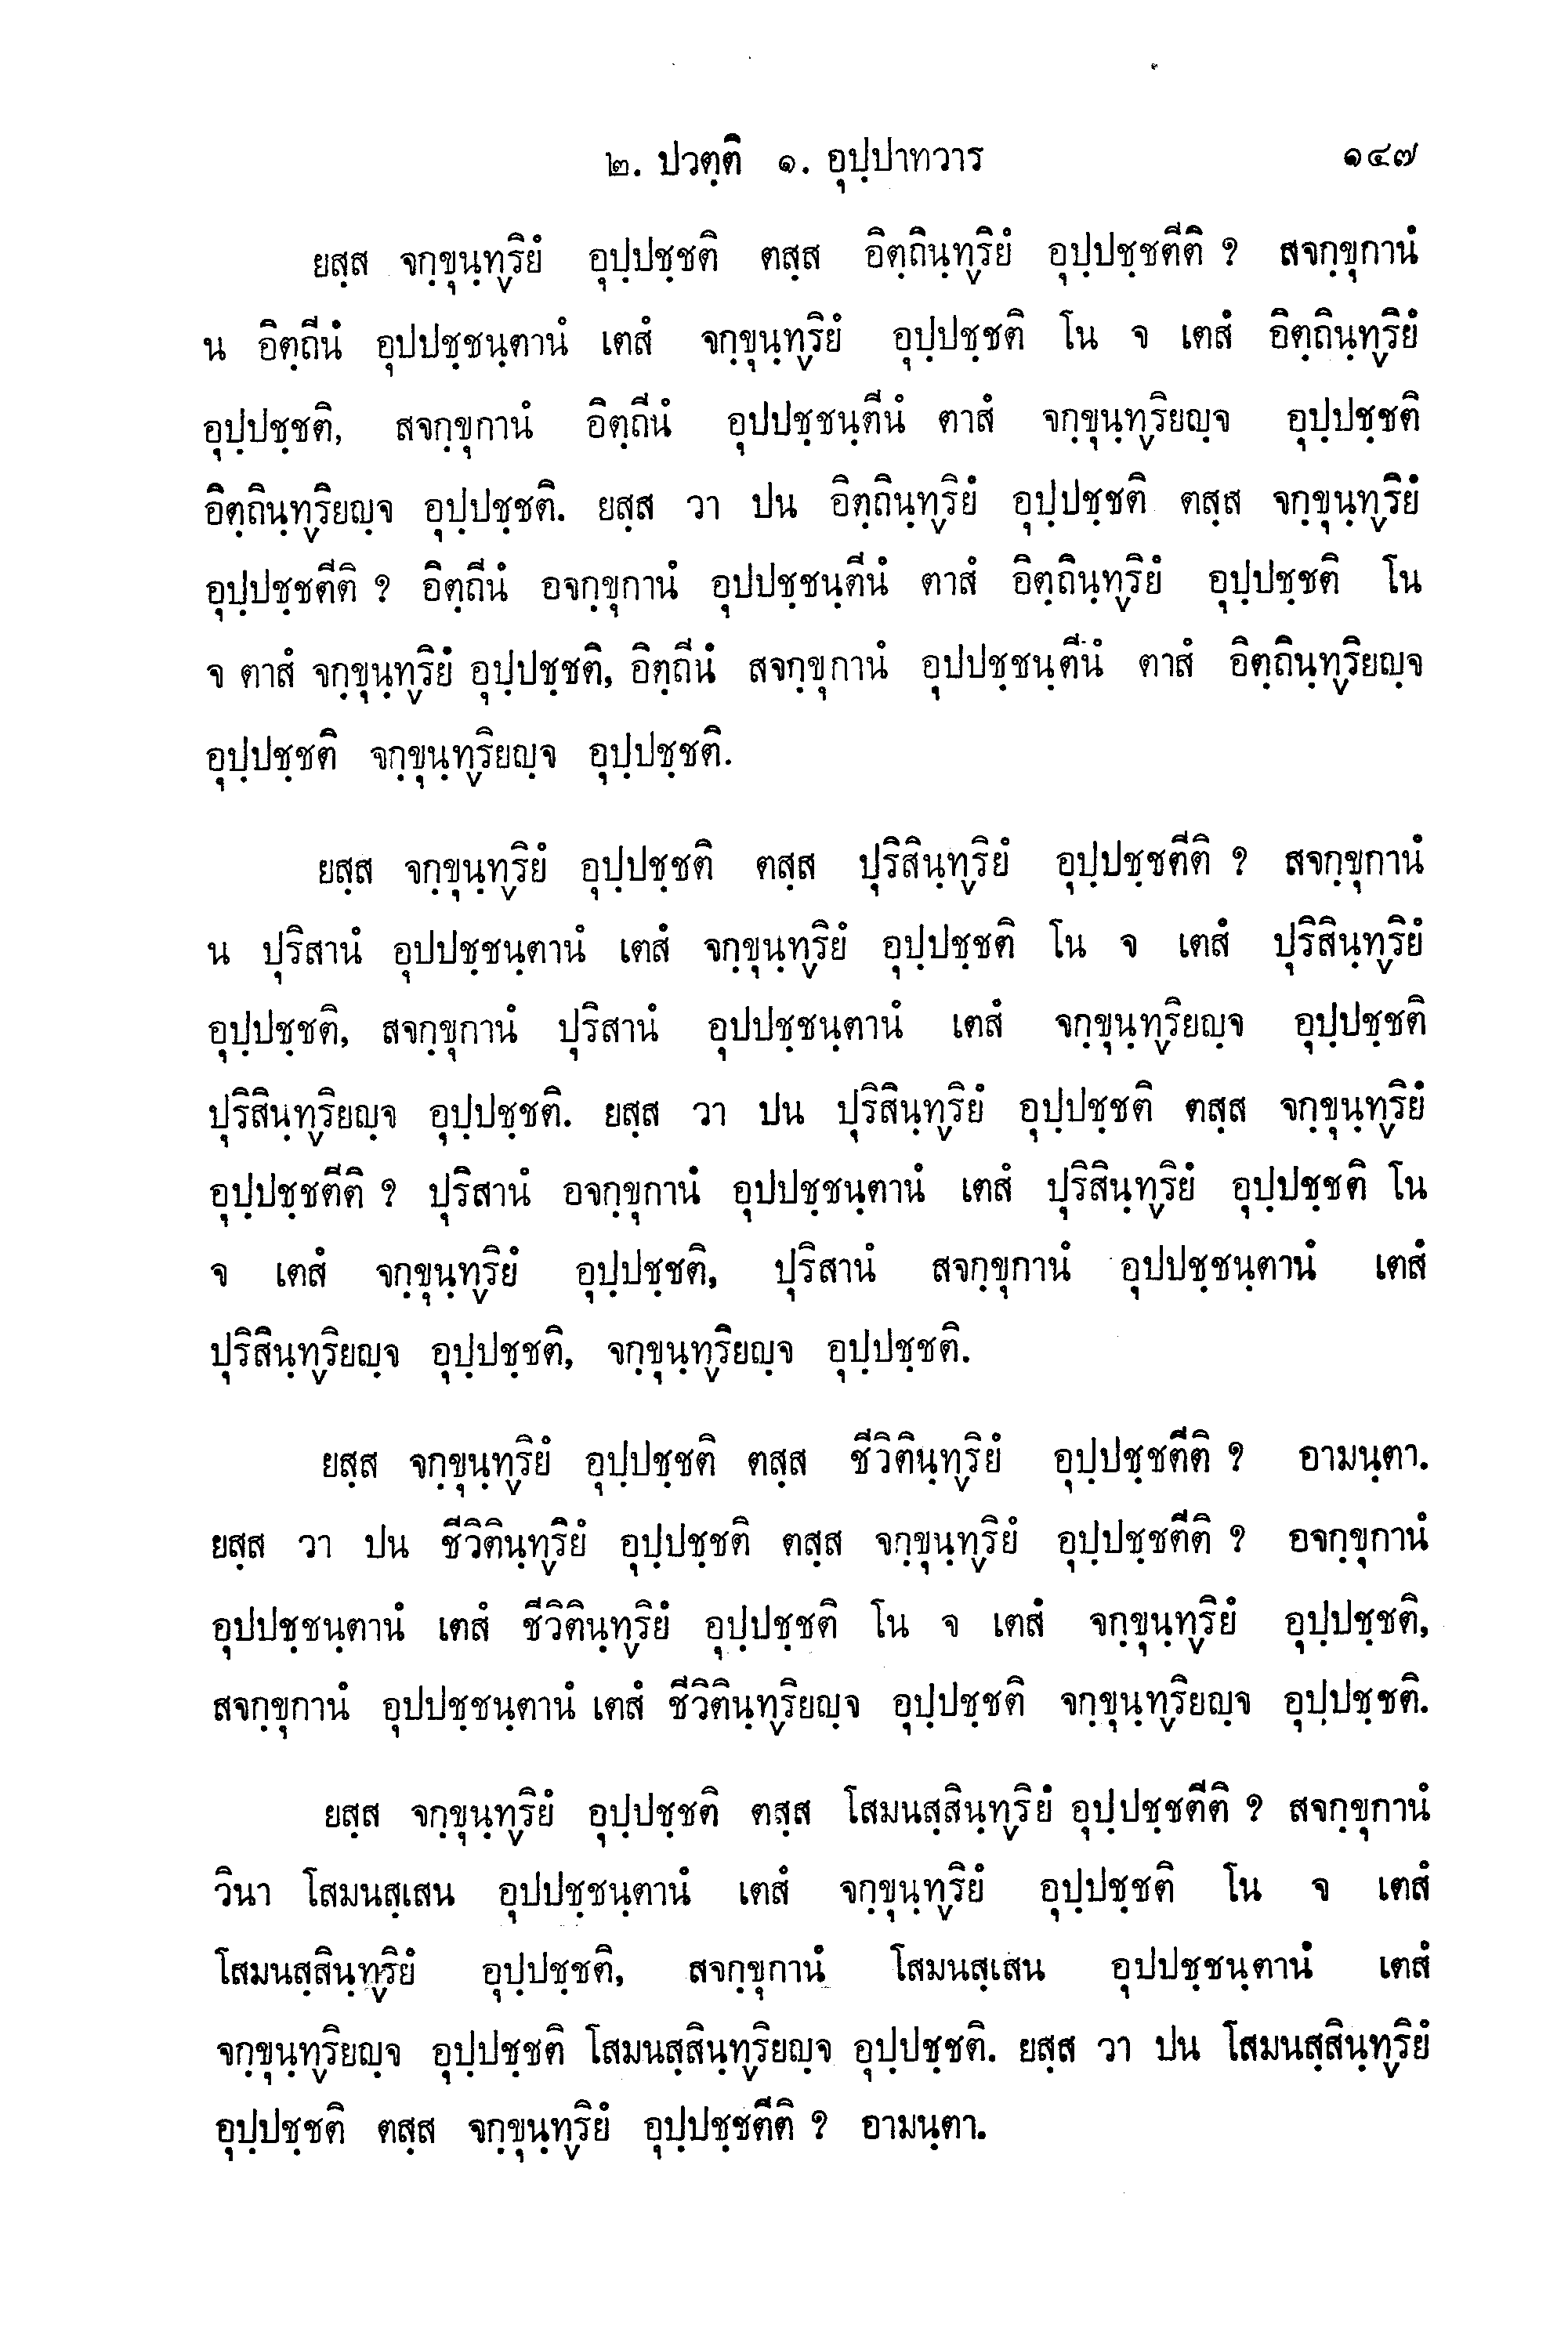 ๒. ปวตฺติ ๑. อุปฺปาทวาร ๑๔๗
ยสฺส จกฺขุนฺทฺริยํ อุปฺปชฺชติ ตสฺส อิตฺถินฺทฺริยํ อุปฺปชฺชตีติ ? สจกฺขุกานํ
น อิตฺถีนํ อุปปชฺชนฺตานํ เตสํ จกฺขุนฺทฺริยํ อุปฺปชฺชติ โน จ เตสํ อิตฺถินฺทฺริยํ
อุปฺปชฺชติ, สจกฺขุกานํ อิตฺถีนํ อุปปชฺชนฺตีนํ ตาสํ จกฺขุนฺทฺริยญฺจ อุปฺปชฺชติ
อิตฺถินฺทฺริยญฺจ อุปฺปชฺชติ. ยสฺส วา ปน อิตฺถินฺทฺริยํ อุปฺปชฺชติ ตสฺส จกฺขุนฺทฺริยํ
อุปฺปชฺชตีติ ? อิตฺถีนํ อจกฺขุกานํ อุปปชฺชนฺตีนํ ตาสํ อิตฺถินฺทฺริยํ อุปฺปชฺชติ โน
จ ตาสํ จกฺขุนฺทฺริยํ อุปฺปชฺชติ, อิตฺถีนํ สจกฺขุกานํ อุปปชฺชนฺตีนํ ตาสํ อิตฺถินฺทฺริยญฺจ
อุปฺปชฺชติ จกฺขุนฺทฺริยญฺจ อุปฺปชฺชติ.
ยสฺส จกฺขุนฺทฺริยํ อุปฺปชฺชติ ตสฺส ปุริสินฺทฺริยํ อุปฺปชฺชตีติ ? สจกฺขุกานํ
น ปุริสานํ อุปปชฺชนฺตานํ เตสํ จกฺขุนฺทฺริยํ อุปฺปชฺชติ โน จ เตสํ ปุริสินฺทฺริยํ
อุปฺปชฺชติ, สจกฺขุกานํ ปุริสานํ อุปปชฺชนฺตานํ เตสํ จกฺขุนฺทฺริยญฺจ อุปฺปชฺชติ
ปุริสินฺทฺริยญฺจ อุปฺปชฺชติ. ยสฺส วา ปน ปุริสินฺทฺริยํ อุปฺปชฺชติ ตสฺส จกฺขุนฺทฺริยํ
อุปฺปชฺชตีติ ? ปุริสานํ อจกฺขุกานํ อุปปชฺชนฺตานํ เตสํ ปุริสินฺทฺริยํ อุปฺปชฺชติ โน
จ เตสํ จกฺขุนฺทฺริยํ อุปฺปชฺชติ, ปุริสานํ สจกฺขุกานํ อุปปชฺชนฺตานํ เตสํ
ปุริสินฺทฺริยญฺจ อุปฺปชฺชติ, จกฺขุนฺทฺริยญฺจ อุปฺปชฺชติ.
ยสฺส จกฺขุนฺทฺริยํ อุปฺปชฺชติ ตสฺส ชีวิตินฺทฺริยํ อุปฺปชฺชตีติ ? อามนฺตา.
ยสฺส วา ปน ชีวิตินฺทฺริยํ อุปฺปชฺชติ ตสฺส จกฺขุนฺทฺริยํ อุปฺปชฺชตีติ ? อจกฺขุกานํ
อุปปชฺชนฺตานํ เตสํ ชีวิตินฺทฺริยํ อุปฺปชฺชติ โน จ เตสํ จกฺขุนฺทฺริยํ อุปฺปชฺชติ,
สจกฺขุกานํ อุปปชฺชนฺตานํ เตสํ ชีวิตินฺทฺริยญฺจ อุปฺปชฺชติ จกฺขุนฺทฺริยญฺจ อุปฺปชฺชติ.
ยสฺส จกฺขุนฺทฺริยํ อุปฺปชฺชติ ตสฺส โสมนสฺสินฺทฺริยํ อุปฺปชฺชตีติ ? สจกฺขุกานํ
วินา โสมนสฺเสน อุปปชฺชนฺตานํ เตสํ จกฺขุนฺทฺริยํ อุปฺปชฺชติ โน จ เตสํ
โสมนสฺสินฺทฺริยํ อุปฺปชฺชติ, สจกฺขุกานํ โสมนสฺเสน อุปปชฺชนฺตานํ เตสํ
จกฺขุนฺทฺริยญฺจ อุปฺปชฺชติ โสมนสฺสินฺทฺริยญฺจ อุปฺปชฺชติ. ยสฺส วา ปน โสมนสฺสินฺทฺริยํ
อุปฺปชฺชติ ตสฺส จกฺขุนฺทฺริยํ อุปฺปชฺชตีติ ? อามนฺตา.